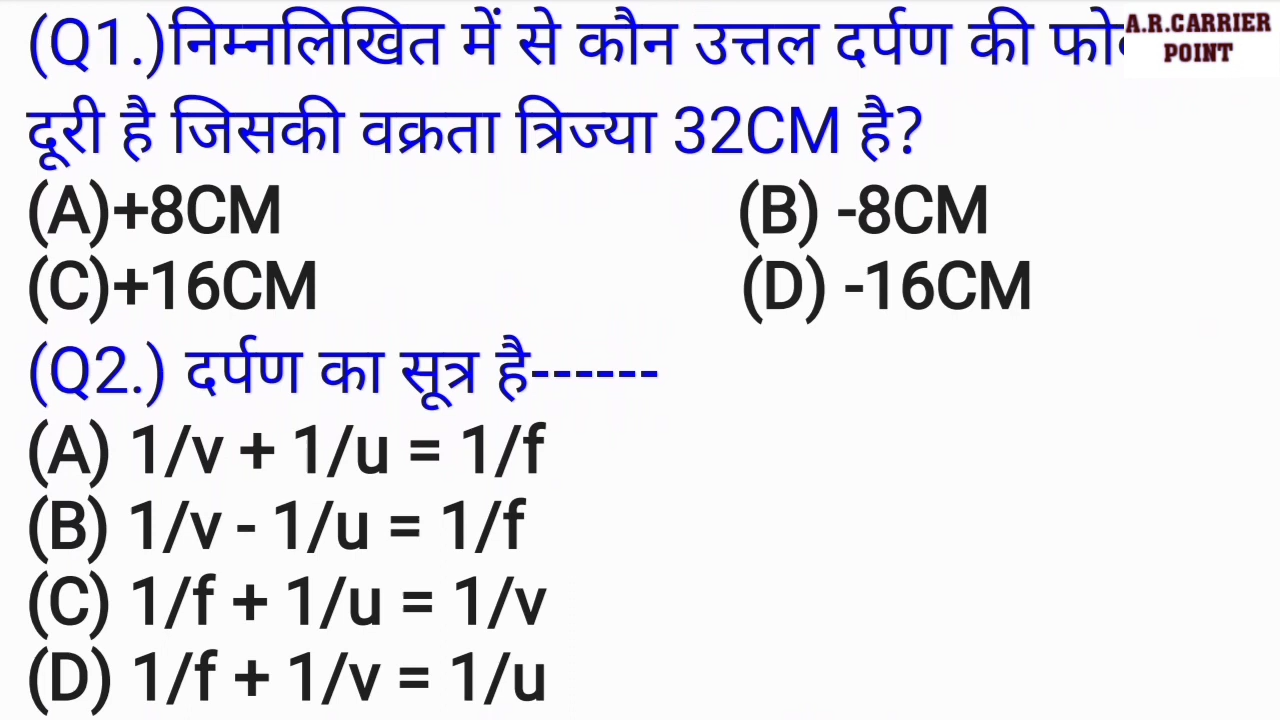 (Q1.)निम्नलिखित में से कौन उत्तल दर्पण की
A.R.CARRIER
POINT
दूरी है जिसकी वक्रता त्रिज्या 32CM है?
(A)+8CM (B) -8CM
(C)+16CM (D) -16CM
(Q2.) दर्पण का सूत्र है------
(A) 1/v + 1/u = 1/f
(B) 1/v - 1/u = 1/f
(C) 1/f + 1/u = 1/v
(D) 1/f + 1/v = 1/u